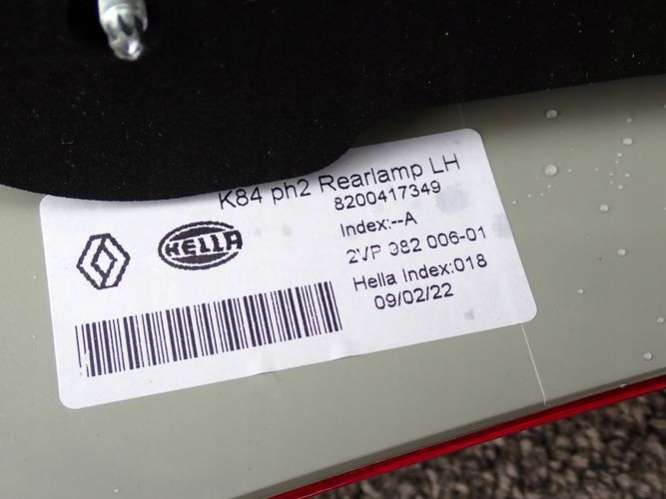 K84 ph2 Rearlamp LH
8200417349
Index:--A
2VP 982 006-01
Hella Index:018
09/02/22
HELLA